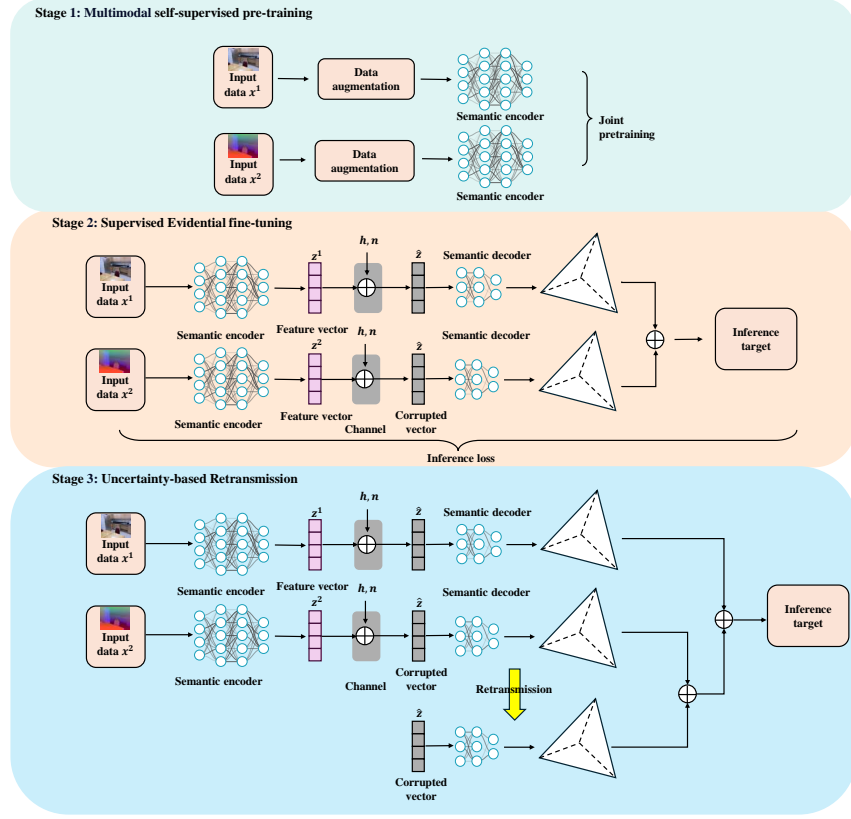 Stage 1: Multimodal self-supervised pre-training
Input
data x¹
Data
augmentation
Semantic encoder
Input
data x²
Data
augmentation
Semantic encoder
Joint
pretraining
Stage 2: Supervised Evidential fine-tuning
Input
data x¹
Semantic encoder
z¹
Feature vector
h, n
ẑ
Semantic decoder
Input
data x²
Semantic encoder
z²
Feature vector
h, n
Channel
ẑ
Corrupted
vector
Semantic decoder
Inference
target
Inference loss
Stage 3: Uncertainty-based Retransmission
Input
data x¹
Semantic encoder
z¹
Feature vector
h, n
ẑ
Semantic decoder
Input
data x²
Semantic encoder
z²
h, n
Channel
ẑ
Corrupted
vector
Semantic decoder
Retransmission
ẑ
Corrupted
vector
Inference
target